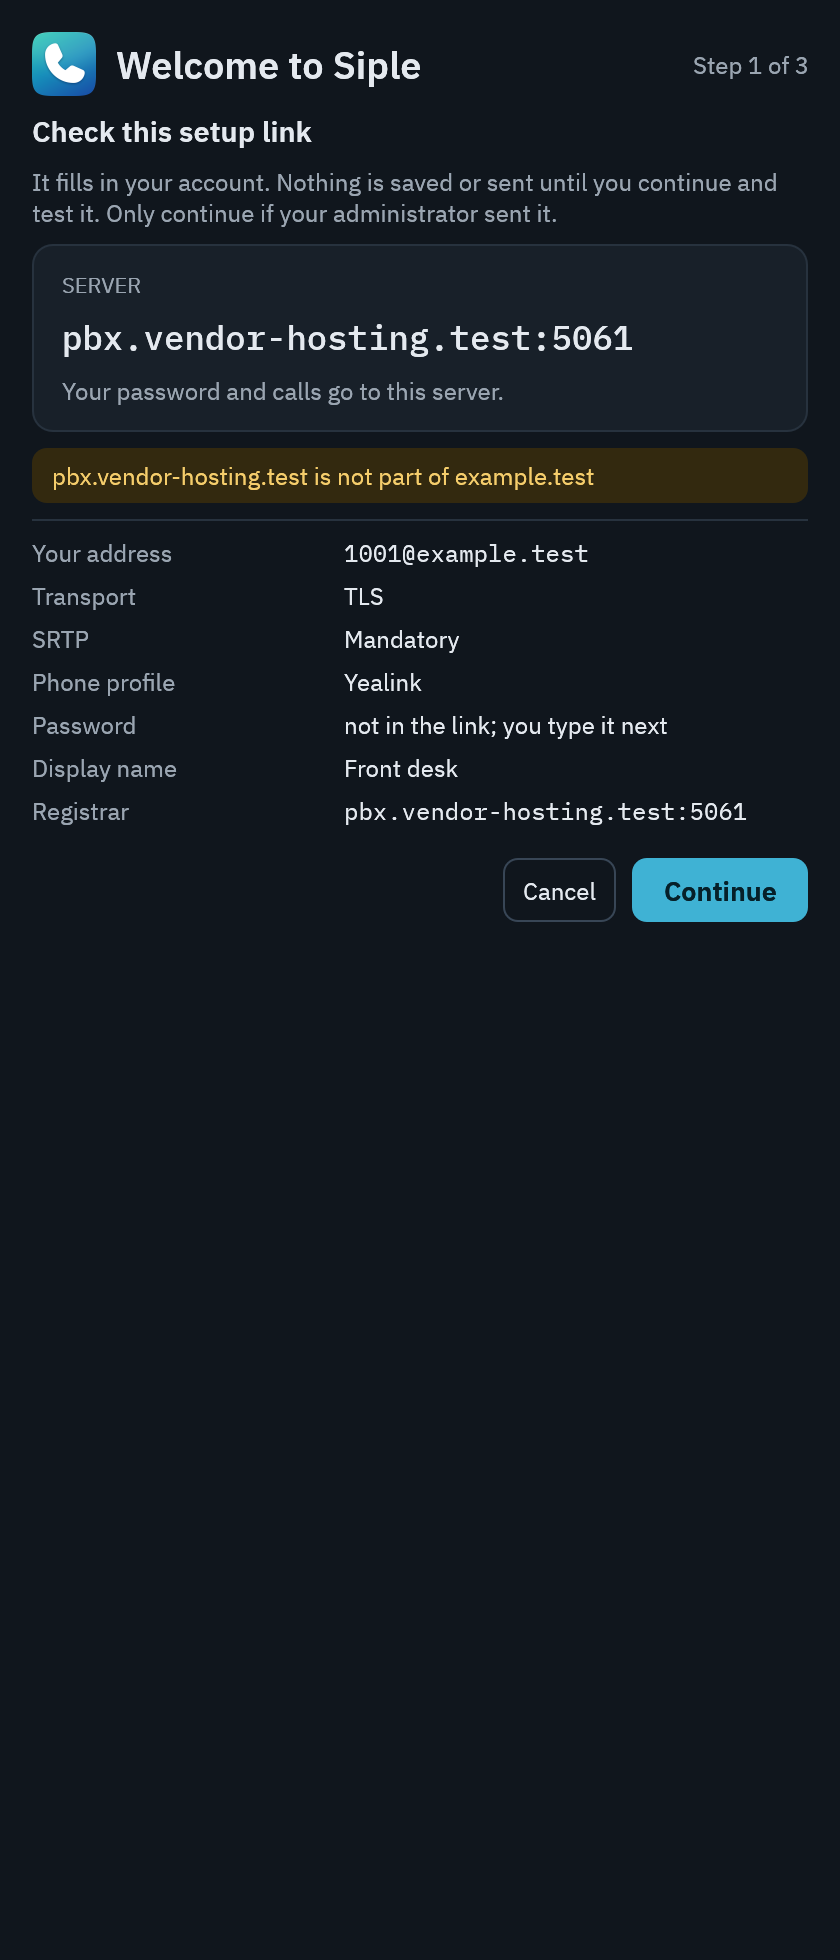 Welcome to Siple
Step 1 of 3
Check this setup link
It fills in your account. Nothing is saved or sent until you continue and
test it. Only continue if your administrator sent it.
SERVER
pbx.vendor-hosting.test:5061
Your password and calls go to this server.
pbx.vendor-hosting.test is not part of example.test
Your address 1001@example.test
Transport TLS
SRTP Mandatory
Phone profile Yealink
Password not in the link; you type it next
Display name Front desk
Registrar pbx.vendor-hosting.test:5061
Cancel Continue